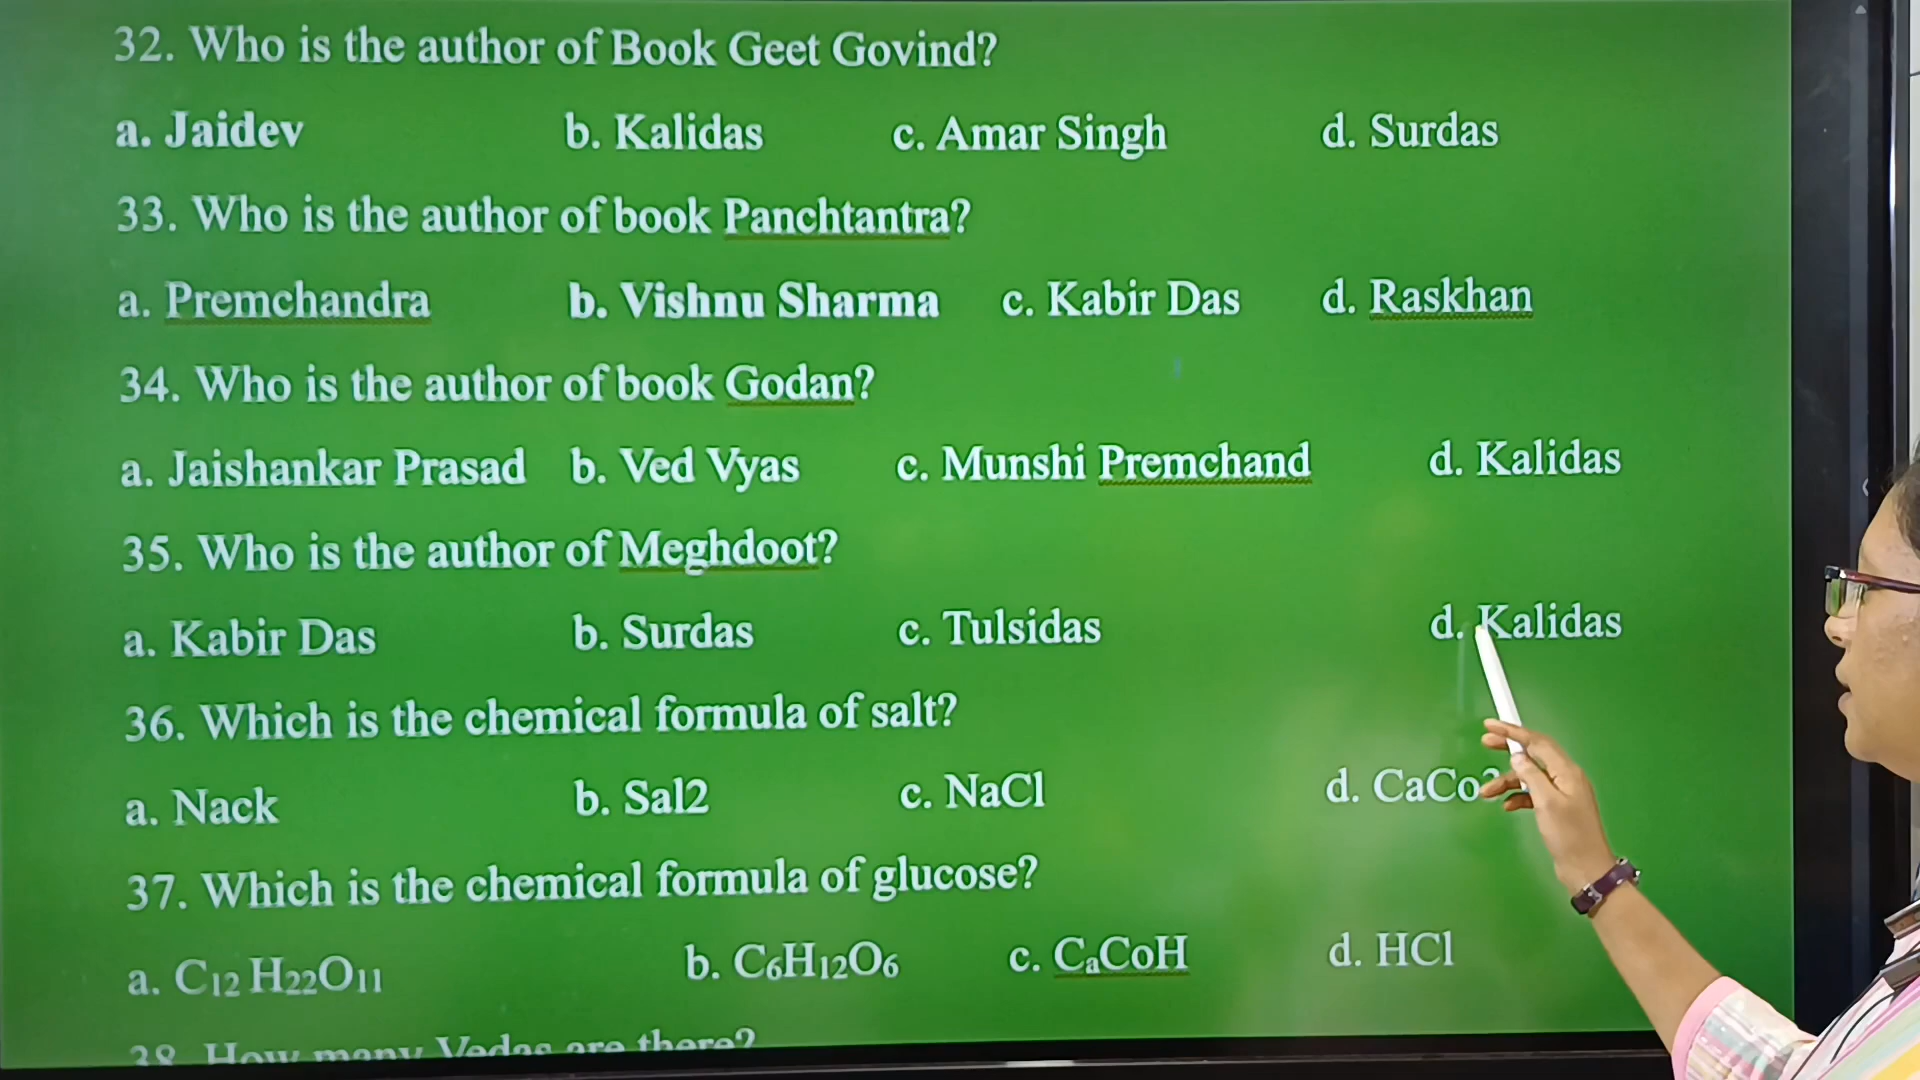 32. Who is the author of Book Geet Govind?
a. Jaidev b. Kalidas c. Amar Singh d. Surdas
33. Who is the author of book Panchtantra?
a. Premchandra b. Vishnu Sharma c. Kabir Das d. Raskhan
34. Who is the author of book Godan?
a. Jaishankar Prasad b. Ved Vyas c. Munshi Premchand d. Kalidas
35. Who is the author of Meghdoot?
a. Kabir Das b. Surdas c. Tulsidas d. Kalidas
36. Which is the chemical formula of salt?
a. Nack b. Sal2 c. NaCl d. CaCo
37. Which is the chemical formula of glucose?
a. C₁₂ H₂₂O₁₁ b. C₆H₁₂O₆ c. CₐCoH d. HCl
38. How many Vedas are there?